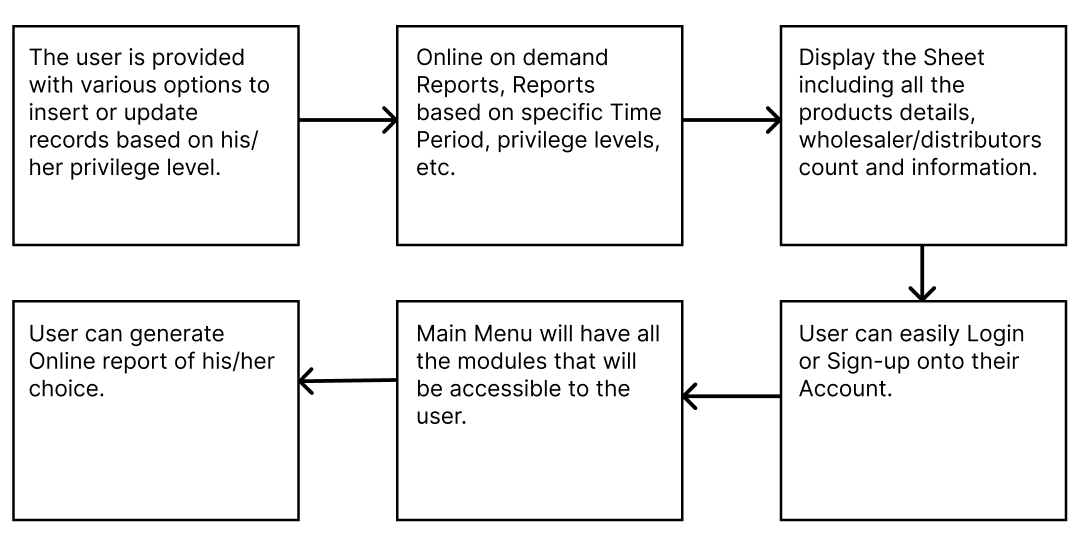 The user is provided
with various options to
insert or update
records based on his/
her privilege level.
Online on demand
Reports, Reports
based on specific Time
Period, privilege levels,
etc.
Display the Sheet
including all the
products details,
wholesaler/distributors
count and information.
User can easily Login
or Sign-up onto their
Account.
Main Menu will have all
the modules that will
be accessible to the
user.
User can generate
Online report of his/her
choice.